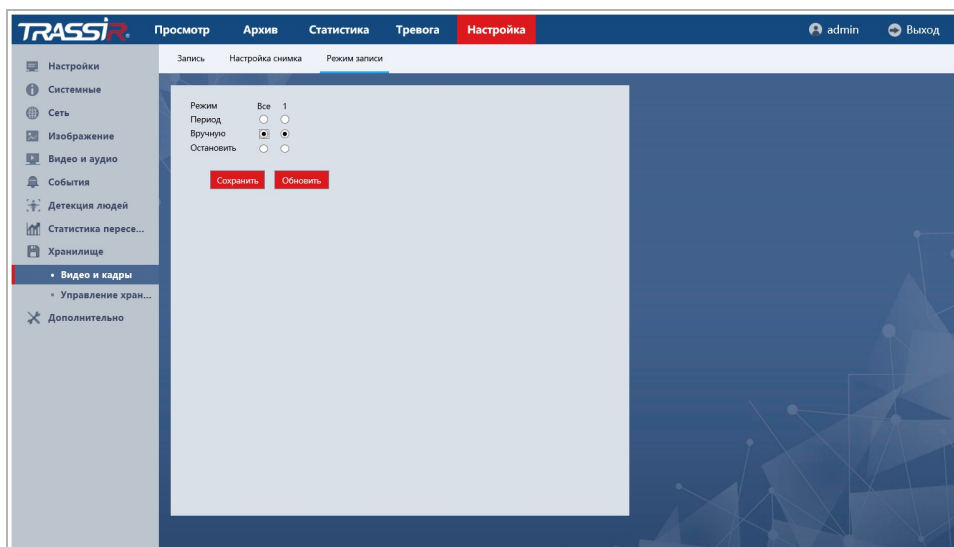 TRASSIR
Просмотр Архив Статистика Тревога Настройка admin Выход
Запись Настройка снимка Режим записи
Настройки
Системные
Сеть
Изображение
Видео и аудио
События
Детекция людей
Статистика пересе...
Хранилище
• Видео и кадры
• Управление хран...
Дополнительно
Режим Все 1
Период
Вручную
Остановить
Сохранить Обновить